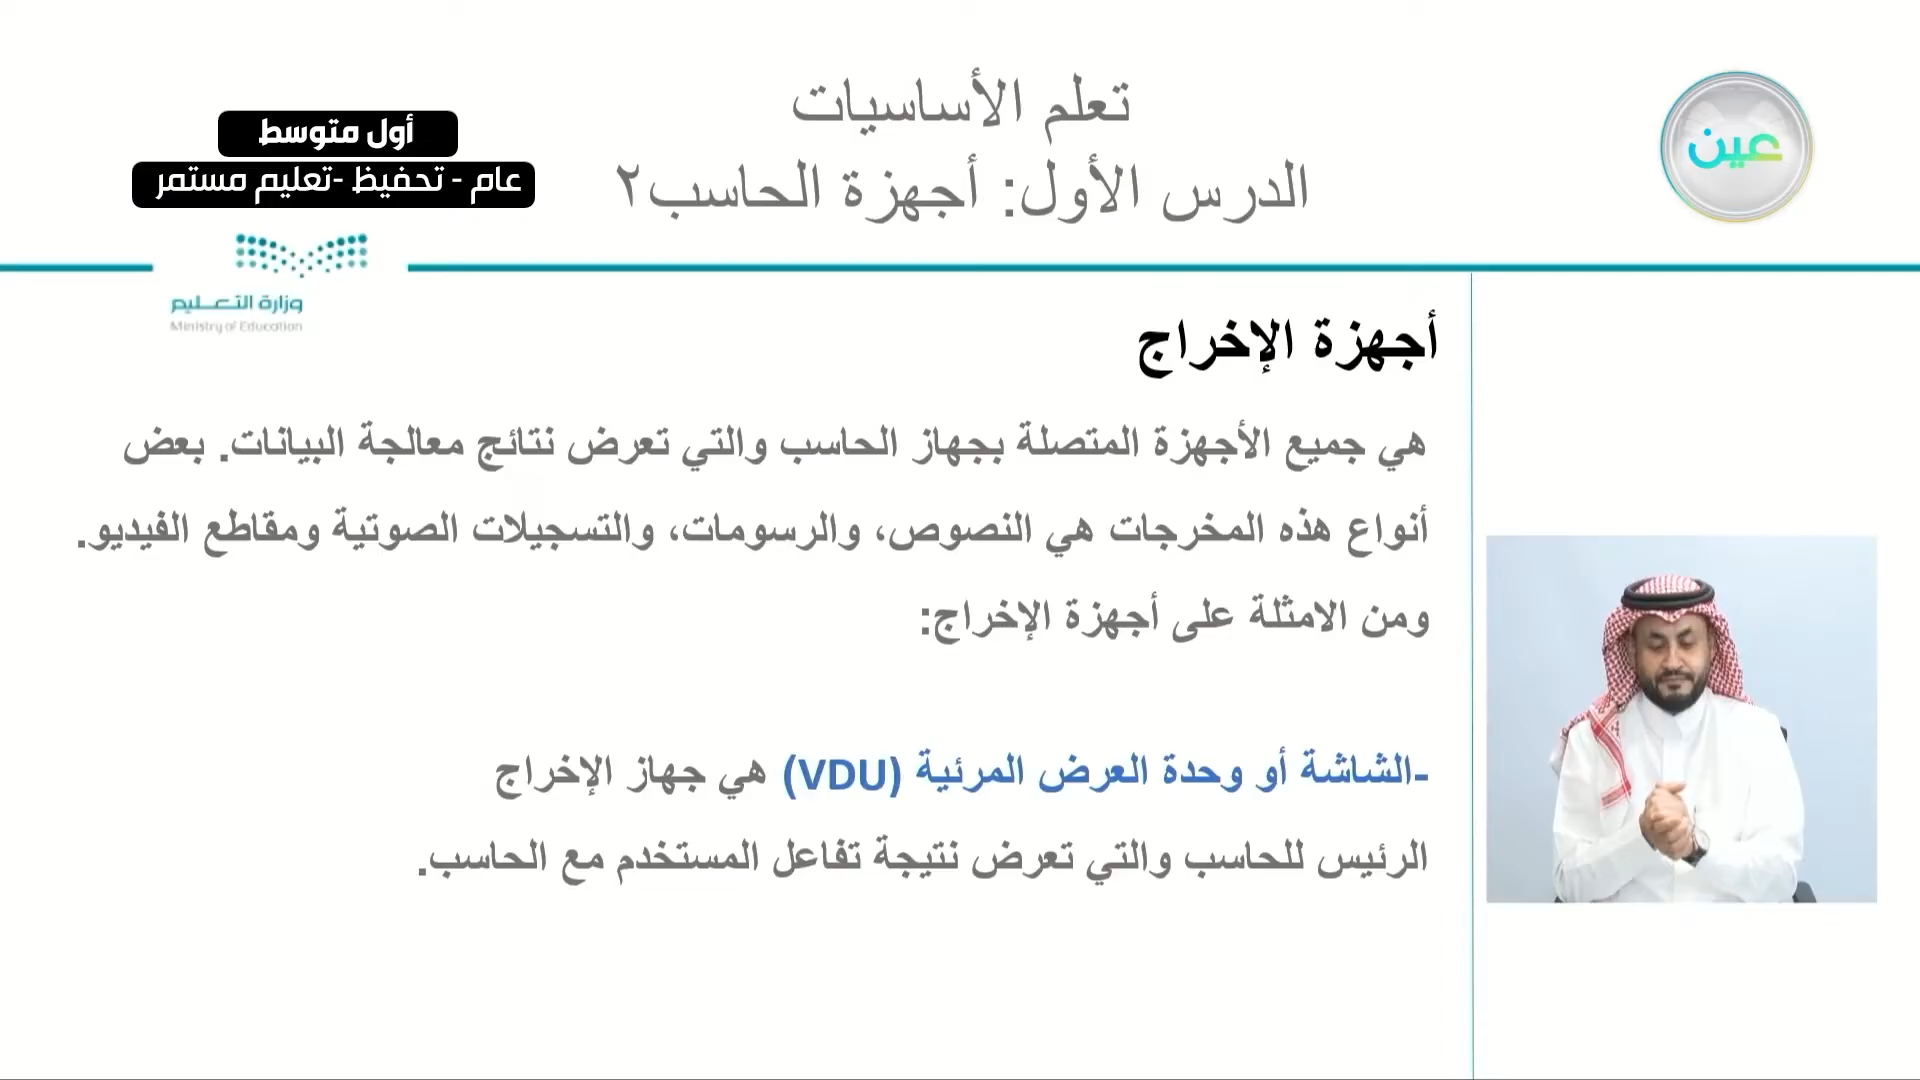 تعلم الأساسيات
الدرس الأول: أجهزة الحاسب٢
عين
أول متوسط
عام - تحفيظ -تعليم مستمر
وزارة التعليم
Ministry of Education
أجهزة الإخراج
هي جميع الأجهزة المتصلة بجهاز الحاسب والتي تعرض نتائج معالجة البيانات. بعض
أنواع هذه المخرجات هي النصوص، والرسومات، والتسجيلات الصوتية ومقاطع الفيديو.
ومن الامثلة على أجهزة الإخراج:
-الشاشة أو وحدة العرض المرئية (VDU) هي جهاز الإخراج
الرئيس للحاسب والتي تعرض نتيجة تفاعل المستخدم مع الحاسب.